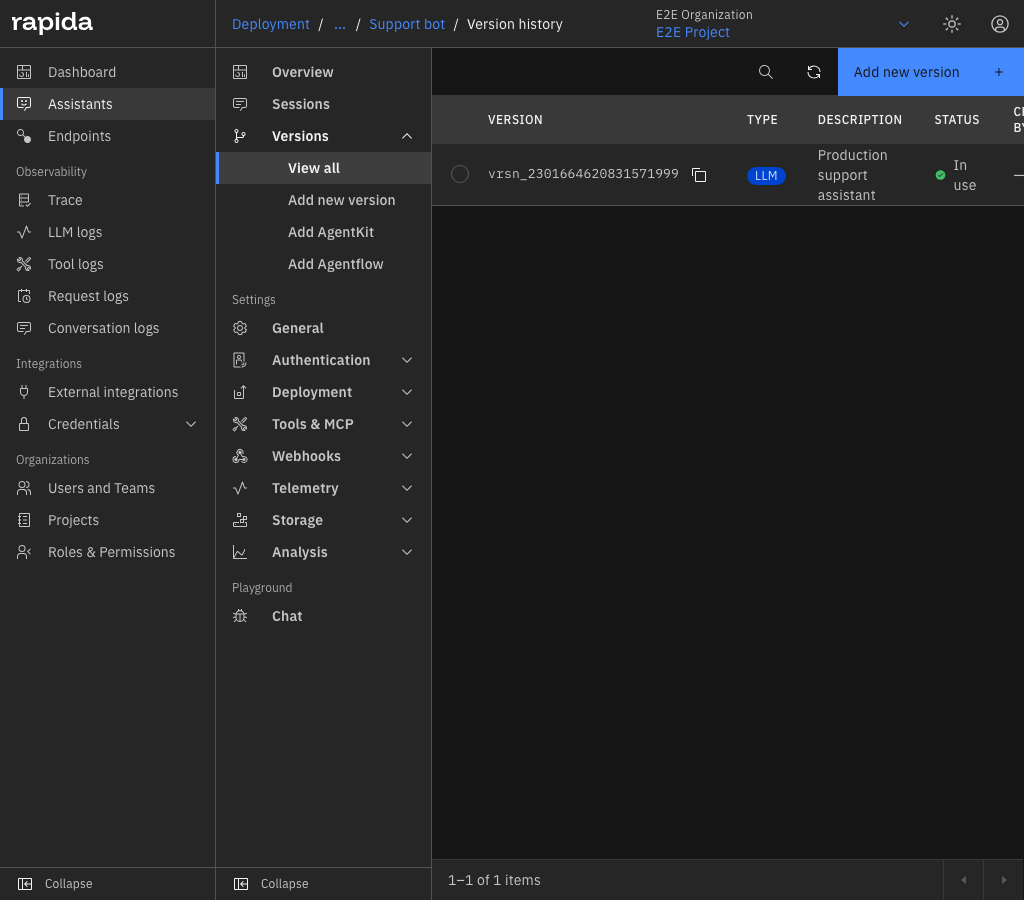 rapida
Deployment / ... / Support bot / Version history
E2E Organization
E2E Project
Dashboard
Assistants
Endpoints
Observability
Trace
LLM logs
Tool logs
Request logs
Conversation logs
Integrations
External integrations
Credentials
Organizations
Users and Teams
Projects
Roles & Permissions
Collapse
Overview
Sessions
Versions
View all
Add new version
Add AgentKit
Add Agentflow
Settings
General
Authentication
Deployment
Tools & MCP
Webhooks
Telemetry
Storage
Analysis
Playground
Chat
Collapse
Add new version +
VERSION TYPE DESCRIPTION STATUS
vrsn_2301664620831571999 LLM Production support assistant In use —
1–1 of 1 items